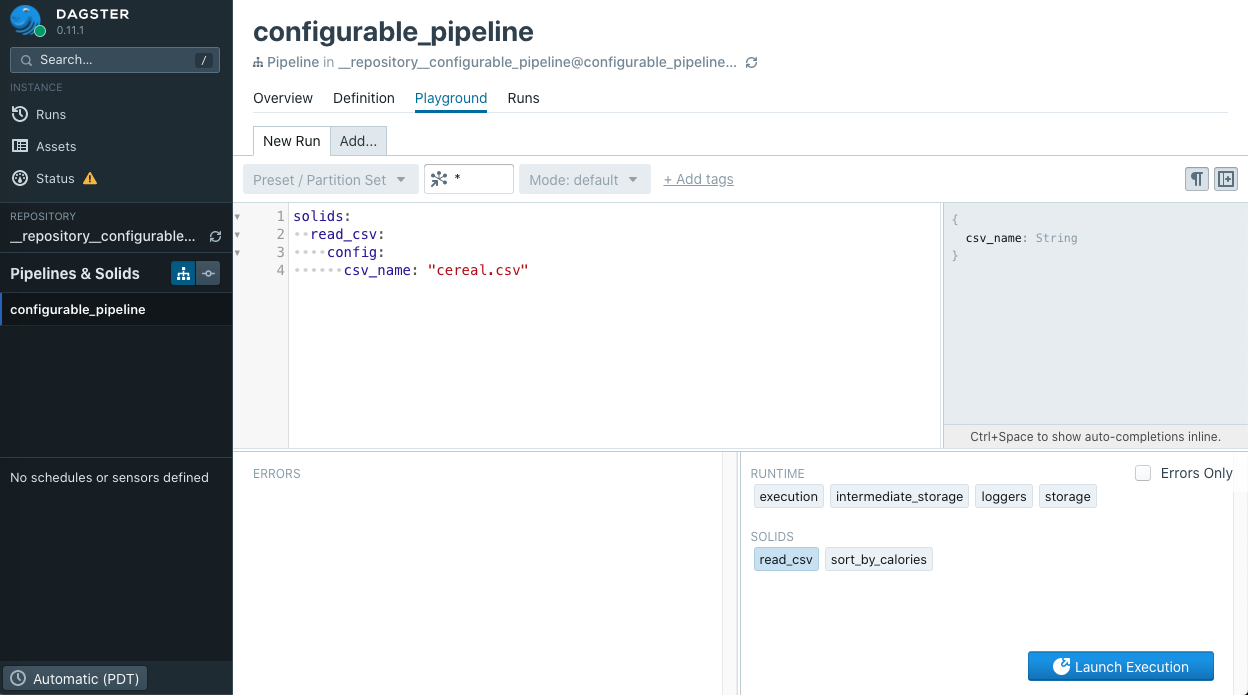 DAGSTER
0.11.1
Search... /
INSTANCE
Runs
Assets
Status
REPOSITORY
__repository__configurable...
Pipelines & Solids
configurable_pipeline
No schedules or sensors defined
Automatic (PDT)
configurable_pipeline
Pipeline in __repository__configurable_pipeline@configurable_pipeline...
Overview Definition Playground Runs
New Run Add...
Preset / Partition Set * Mode: default + Add tags
1 solids:
2 read_csv:
3 config:
4 csv_name: "cereal.csv"
{
csv_name: String
}
Ctrl+Space to show auto-completions inline.
ERRORS
RUNTIME
Errors Only
execution intermediate_storage loggers storage
SOLIDS
read_csv sort_by_calories
Launch Execution